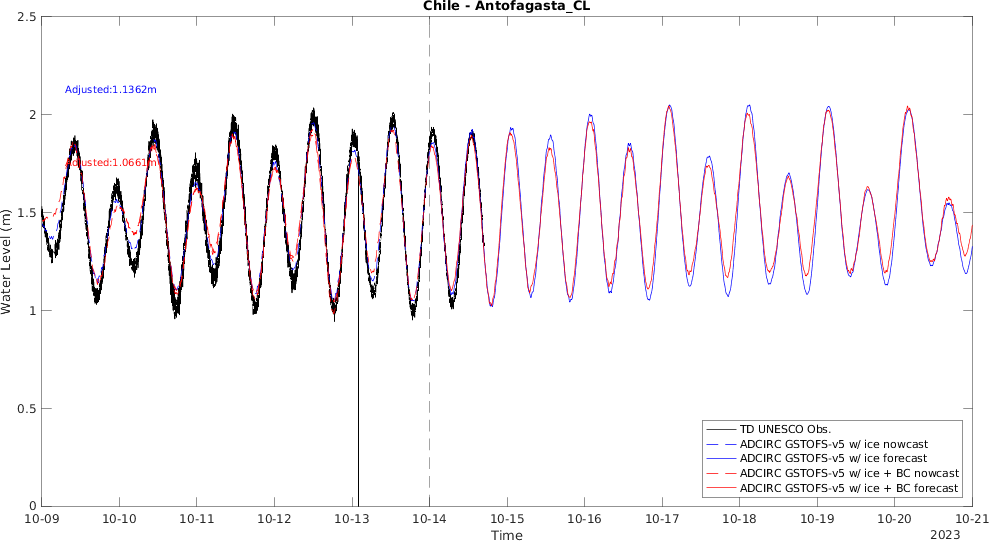 Chile - Antofagasta_CL
2.5
2
1.5
1
0.5
0
Water Level (m)
Adjusted:1.1362m
Adjusted:1.0661m
TD UNESCO Obs.
ADCIRC GSTOFS-v5 w/ ice nowcast
ADCIRC GSTOFS-v5 w/ ice forecast
ADCIRC GSTOFS-v5 w/ ice + BC nowcast
ADCIRC GSTOFS-v5 w/ ice + BC forecast
10-09 10-10 10-11 10-12 10-13 10-14 10-15 10-16 10-17 10-18 10-19 10-20 10-21
Time
2023